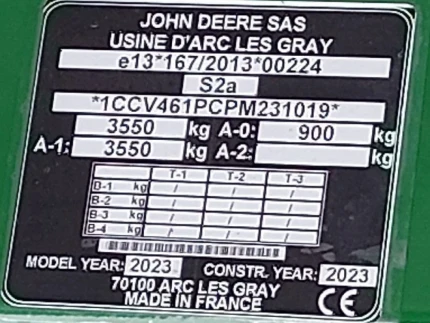 JOHN DEERE SAS
USINE D'ARC LES GRAY
e13*167/2013*00224
S2a
*1CCV461PCPM231019*
3550 kg A-0: 900 kg
A-1: 3550 kg A-2: kg
T-1 T-2 T-3
B-1 kg / / /
B-2 kg / / /
B-3 kg / / /
B-4 kg / / /
MODEL YEAR: 2023 CONSTR. YEAR: 2023
70100 ARC LES GRAY
MADE IN FRANCE CE